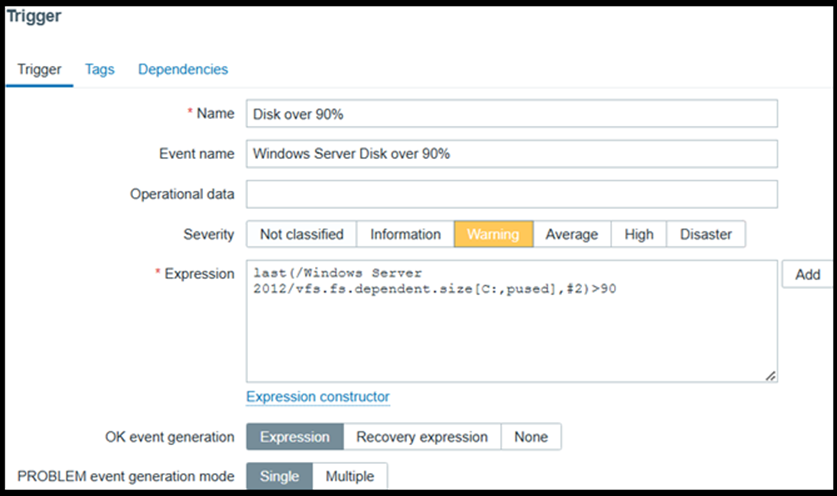 Trigger
Trigger Tags Dependencies
* Name Disk over 90%
Event name Windows Server Disk over 90%
Operational data
Severity Not classified Information Warning Average High Disaster
* Expression last(/Windows Server
2012/vfs.fs.dependent.size[C:,pused],#2)>90
Add
Expression constructor
OK event generation Expression Recovery expression None
PROBLEM event generation mode Single Multiple